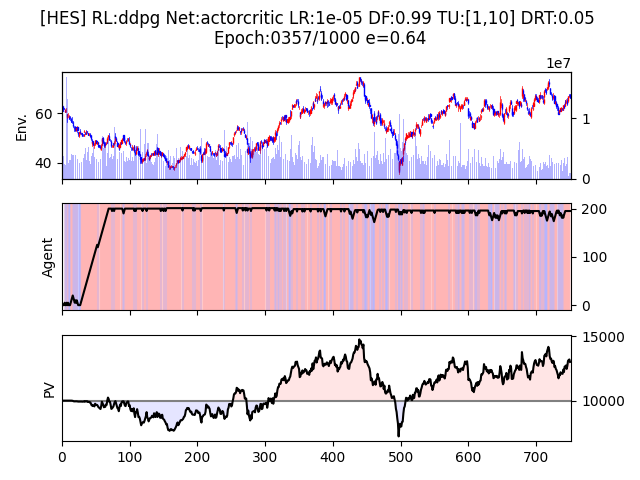 [HES] RL:ddpg Net:actorcritic LR:1e-05 DF:0.99 TU:[1,10] DRT:0.05
Epoch:0357/1000 e=0.64
1e7
Env.
60
40
1
0
Agent
200
100
0
PV
15000
10000
0 100 200 300 400 500 600 700